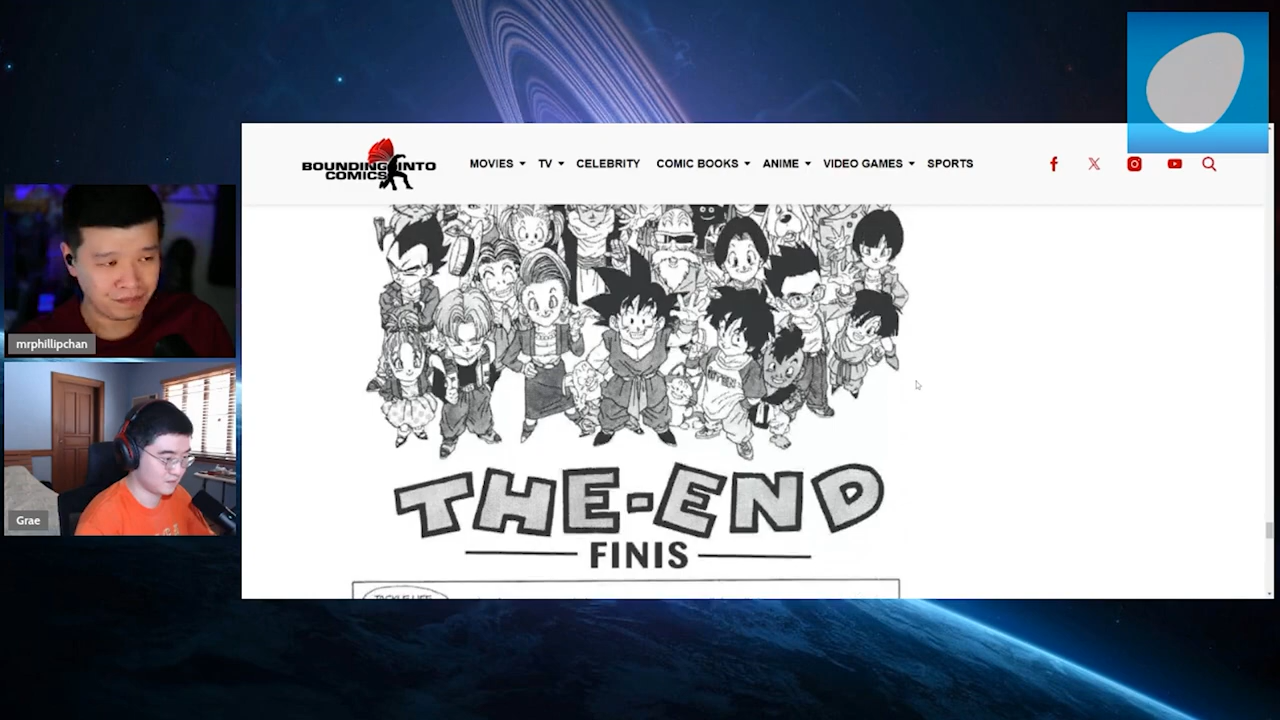 BOUNDING INTO
COMICS
MOVIES TV CELEBRITY COMIC BOOKS ANIME VIDEO GAMES SPORTS
mrphillipchan
Grae
THE-END
FINIS